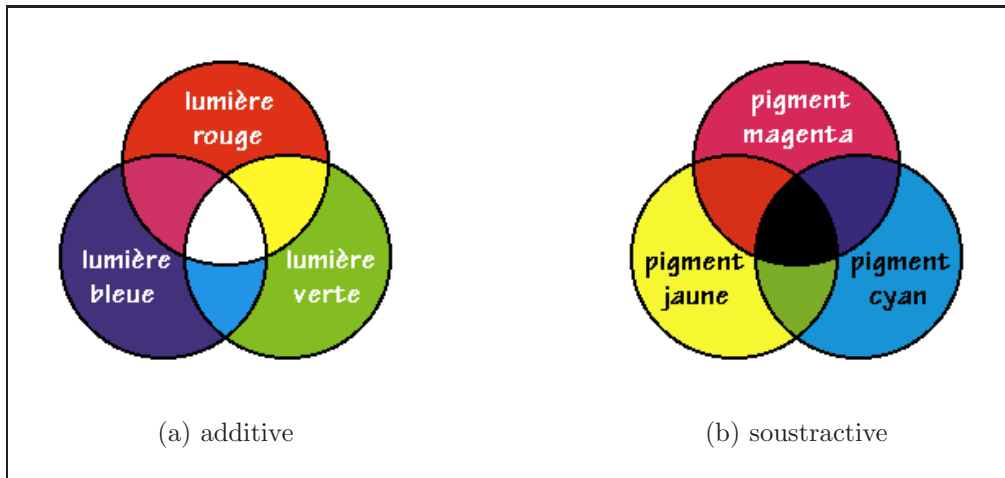 lumière
rouge
lumière
bleue
lumière
verte
(a) additive
pigment
magenta
pigment
jaune
pigment
cyan
(b) soustractive